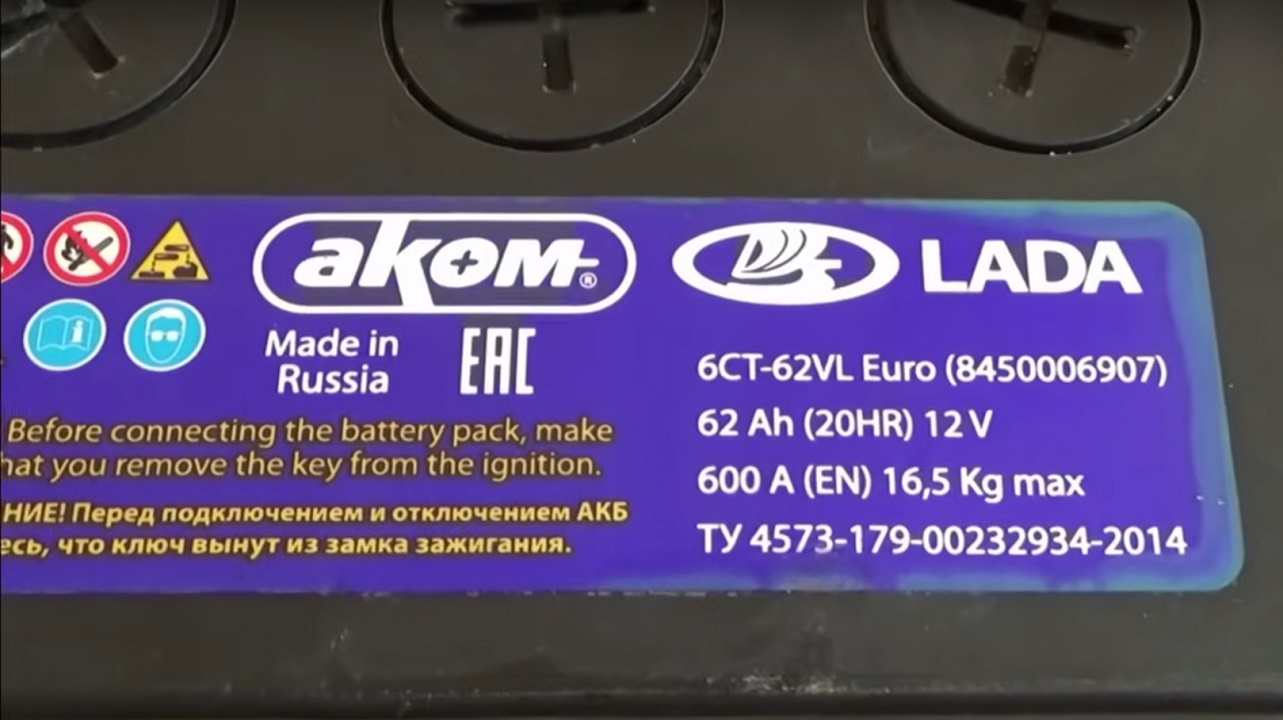 аком®
LADA
Made in
Russia
EAC
6СТ-62VL Euro (8450006907)
62 Ah (20HR) 12 V
600 A (EN) 16,5 Kg max
ТУ 4573-179-00232934-2014
Before connecting the battery pack, make
hat you remove the key from the ignition.
НИЕ! Перед подключением и отключением АКБ
есь, что ключ вынут из замка зажигания.